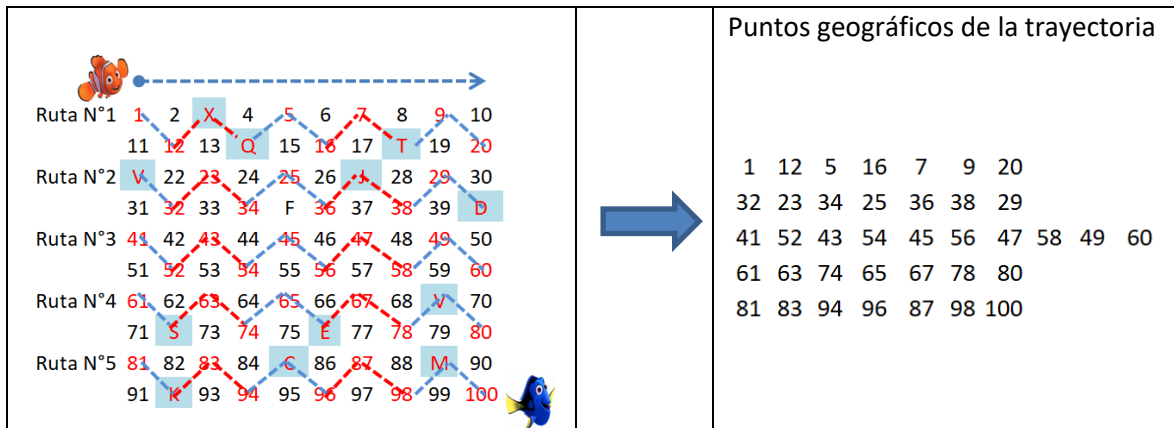 Puntos geográficos de la trayectoria
Ruta N°1 1 2 X 4 5 6 7 8 9 10
11 12 13 Q 15 16 17 T 19 20
Ruta N°2 V 22 23 24 25 26 J 28 29 30
31 32 33 34 F 36 37 38 39 D
Ruta N°3 41 42 43 44 45 46 47 48 49 50
51 52 53 54 55 56 57 58 59 60
Ruta N°4 61 62 63 64 65 66 67 68 V 70
71 S 73 74 75 E 77 78 79 80
Ruta N°5 81 82 83 84 C 86 87 88 M 90
91 K 93 94 95 96 97 98 99 100
1 12 5 16 7 9 20
32 23 34 25 36 38 29
41 52 43 54 45 56 47 58 49 60
61 63 74 65 67 78 80
81 83 94 96 87 98 100